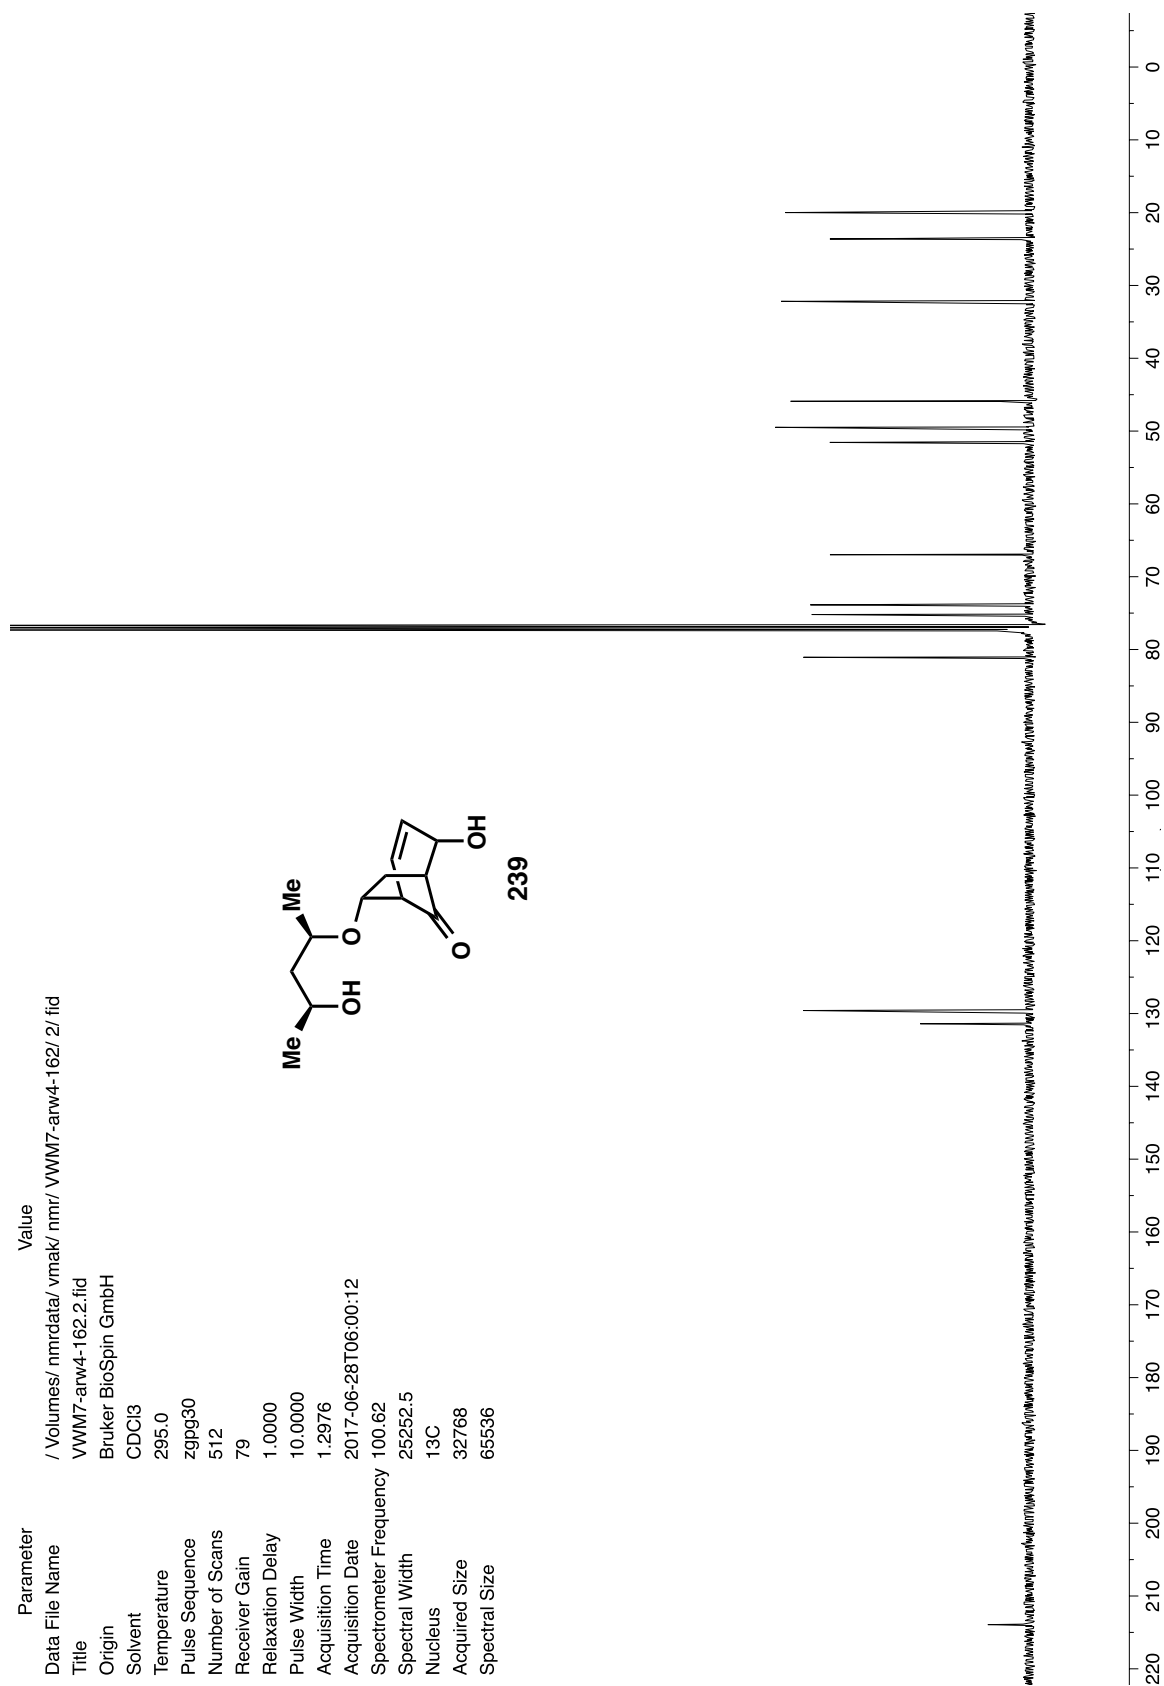 Parameter Value
Data File Name / Volumes/ nmrdata/ vmak/ nmr/ VWM7-arw4-162/ 2/ fid
Title VWM7-arw4-162.2.fid
Origin Bruker BioSpin GmbH
Solvent CDCl3
Temperature 295.0
Pulse Sequence zgpg30
Number of Scans 512
Receiver Gain 79
Relaxation Delay 1.0000
Pulse Width 10.0000
Acquisition Time 1.2976
Acquisition Date 2017-06-28T06:00:12
Spectrometer Frequency 100.62
Spectral Width 25252.5
Nucleus 13C
Acquired Size 32768
Spectral Size 65536
Me Me
OH O
O OH
239
220 210 200 190 180 170 160 150 140 130 120 110 100 90 80 70 60 50 40 30 20 10 0